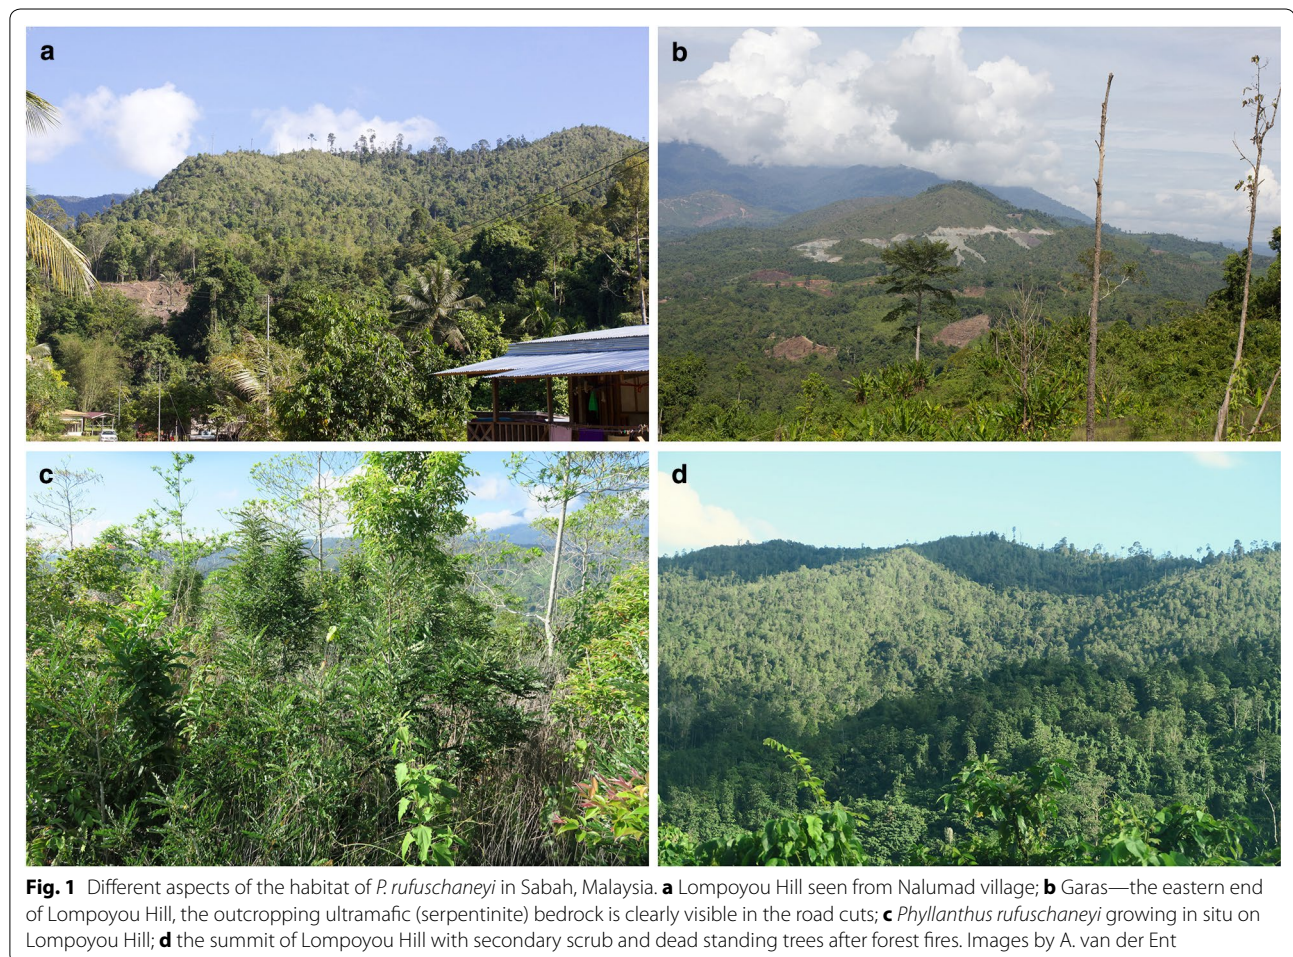 a
b
c
d
Fig. 1 Different aspects of the habitat of P. rufuschaneyi in Sabah, Malaysia. a Lompoyou Hill seen from Nalumad village; b Garas—the eastern end
of Lompoyou Hill, the outcropping ultramafic (serpentinite) bedrock is clearly visible in the road cuts; c Phyllanthus rufuschaneyi growing in situ on
Lompoyou Hill; d the summit of Lompoyou Hill with secondary scrub and dead standing trees after forest fires. Images by A. van der Ent